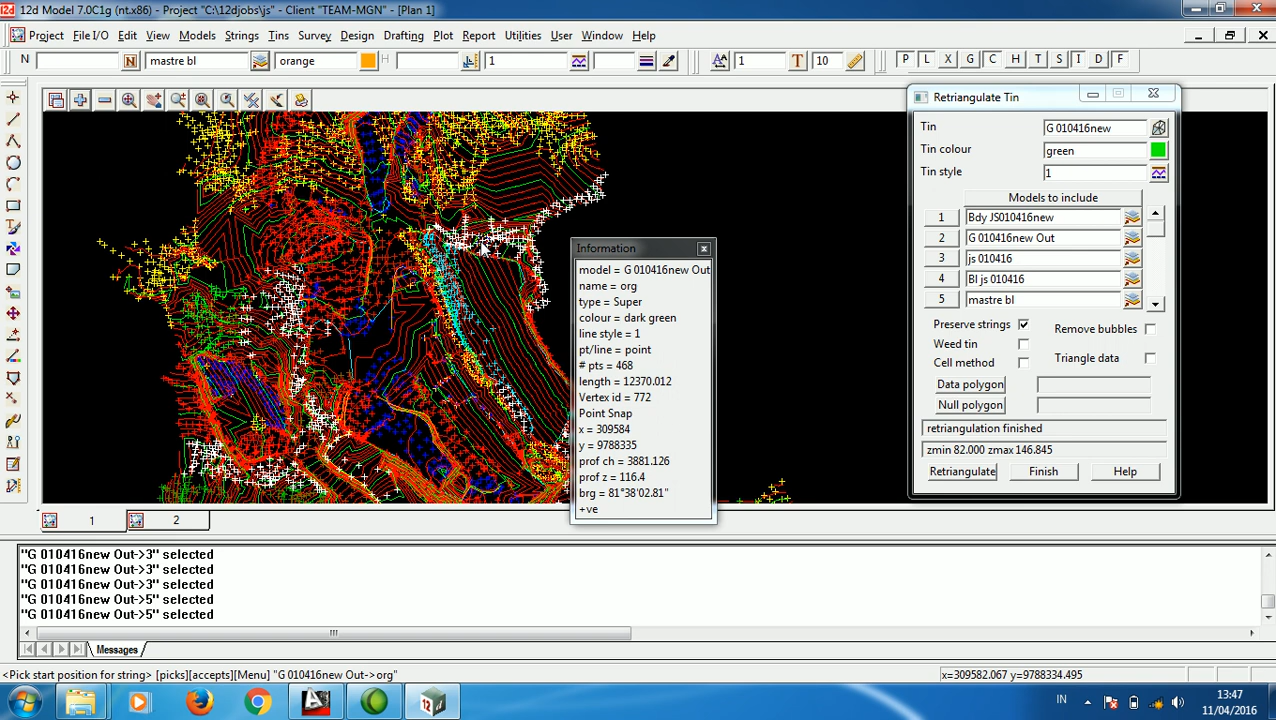 12d Model 7.0C1g (nt.x86) - Project "C:\12djobs\js" - Client "TEAM-MGN" - [Plan 1]
Project File I/O Edit View Models Strings Tins Survey Design Drafting Plot Report Utilities User Window Help
N N mastre bl orange H 1 1 T 10 P L X G C H T S I D F
Retriangulate Tin
Tin G 010416new
Tin colour green
Tin style 1
Models to include
1 Bdy JS010416new
2 G 010416new Out
3 js 010416
4 Bl js 010416
5 mastre bl
Preserve strings Remove bubbles
Weed tin
Cell method Triangle data
Data polygon
Null polygon
retriangulation finished
zmin 82.000 zmax 146.845
Retriangulate Finish Help
Information
model = G 010416new Out
name = org
type = Super
colour = dark green
line style = 1
pt/line = point
# pts = 468
length = 12370.012
Vertex id = 772
Point Snap
x = 309584
y = 9788335
prof ch = 3881.126
prof z = 116.4
brg = 81°38'02.81"
+ve
1 2
"G 010416new Out->3" selected
"G 010416new Out->3" selected
"G 010416new Out->3" selected
"G 010416new Out->5" selected
"G 010416new Out->5" selected
Messages
<Pick start position for string> [picks][accepts][Menu] "G 010416new Out->org"
x=309582.067 y=9788334.495
IN
13:47
11/04/2016